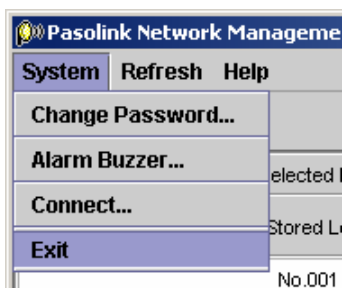 Pasolink Network Manageme
System Refresh Help
Change Password...
Alarm Buzzer...
elected
Connect...
Stored L
Exit
No.001